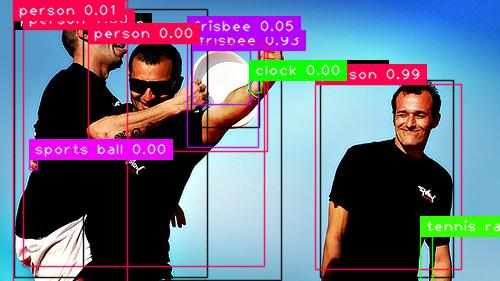 person 0.01
person 0.00
frisbee 0.05
frisbee 0.93
clock 0.00
son 0.99
sports ball 0.00
tennis ra